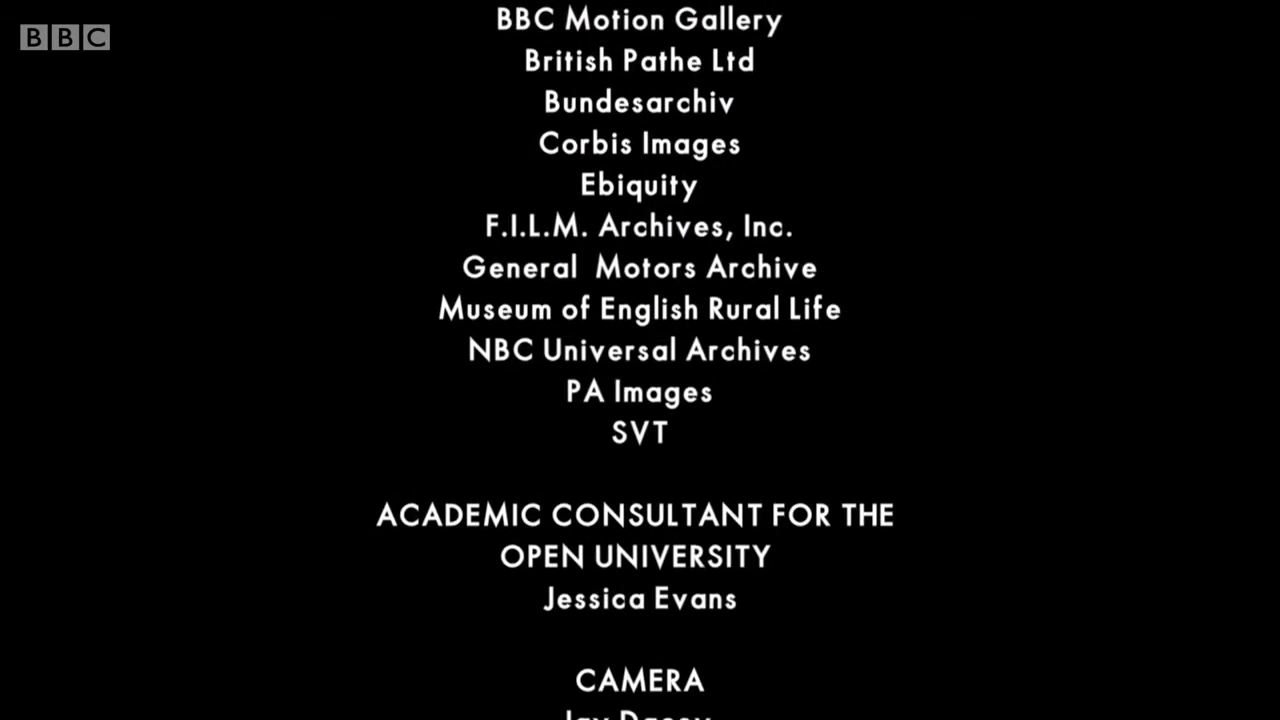 BBC
BBC Motion Gallery
British Pathe Ltd
Bundesarchiv
Corbis Images
Ebiquity
F.I.L.M. Archives, Inc.
General  Motors Archive
Museum of English Rural Life
NBC Universal Archives
PA Images
SVT
ACADEMIC CONSULTANT FOR THE
OPEN UNIVERSITY
Jessica Evans
CAMERA